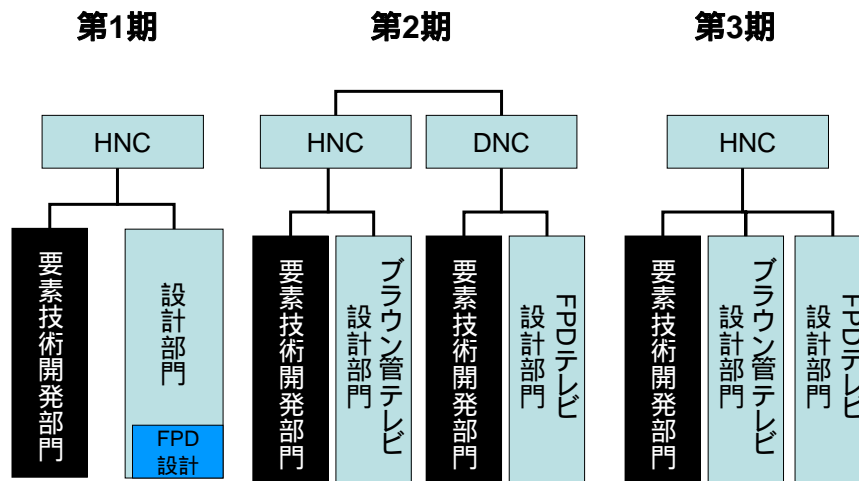 第1期
第2期
第3期
HNC
HNC
DNC
HNC
要素技術開発部門
設計部門
FPD
設計
要素技術開発部門
ブラウン管テレビ
設計部門
要素技術開発部門
FPDテレビ
設計部門
要素技術開発部門
ブラウン管テレビ
設計部門
FPDテレビ
設計部門